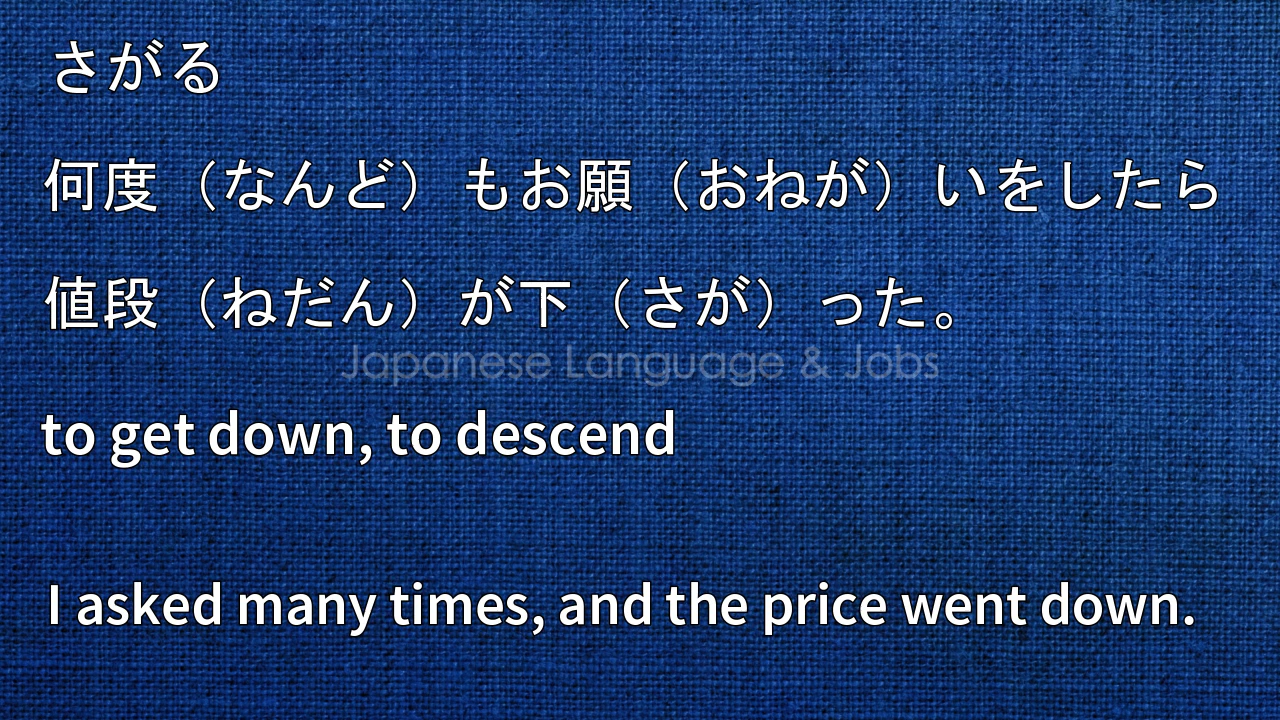 さがる
何度（なんど）もお願（おねが）いをしたら
値段（ねだん）が下（さが）った。
Japanese Language & Jobs
to get down, to descend
I asked many times, and the price went down.